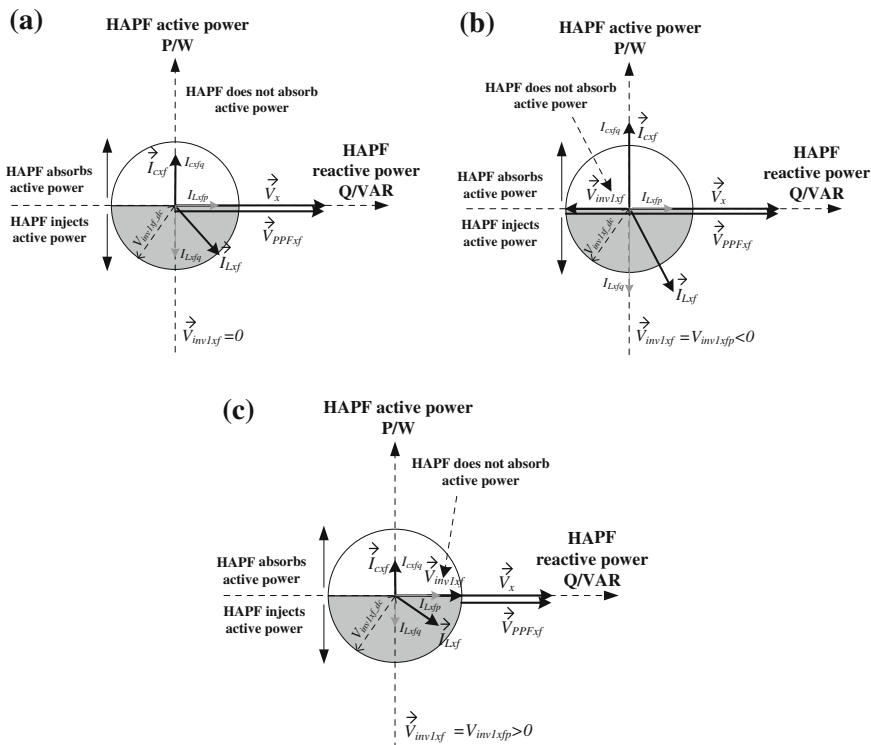 (a)
HAPF active power
P/W
HAPF does not absorb
active power
HAPF absorbs
active power
HAPF injects
active power
I_cxf
I_cxfq
I_Lxfp
V_x
HAPF
reactive power
Q/VAR
V_inv1xf_dc
I_Lxfq
I_Lxf
V_PPFxf
V_inv1xf =0
(b)
HAPF active power
P/W
HAPF does not absorb
active power
I_cxfq
I_cxf
HAPF absorbs
active power
HAPF injects
active power
V_inv1xf
I_Lxfp
V_x
HAPF
reactive power
Q/VAR
V_inv1xf_dc
V_PPFxf
I_Lxfq
I_Lxf
V_inv1xf =V_inv1xfp<0
(c)
HAPF active power
P/W
HAPF does not absorb
active power
HAPF absorbs
active power
HAPF injects
active power
I_cxf
I_cxfq
V_inv1xf
V_x
HAPF
reactive power
Q/VAR
I_Lxfp
V_inv1xf_dc
I_Lxfq
I_Lxf
V_PPFxf
V_inv1xf =V_inv1xfp>0